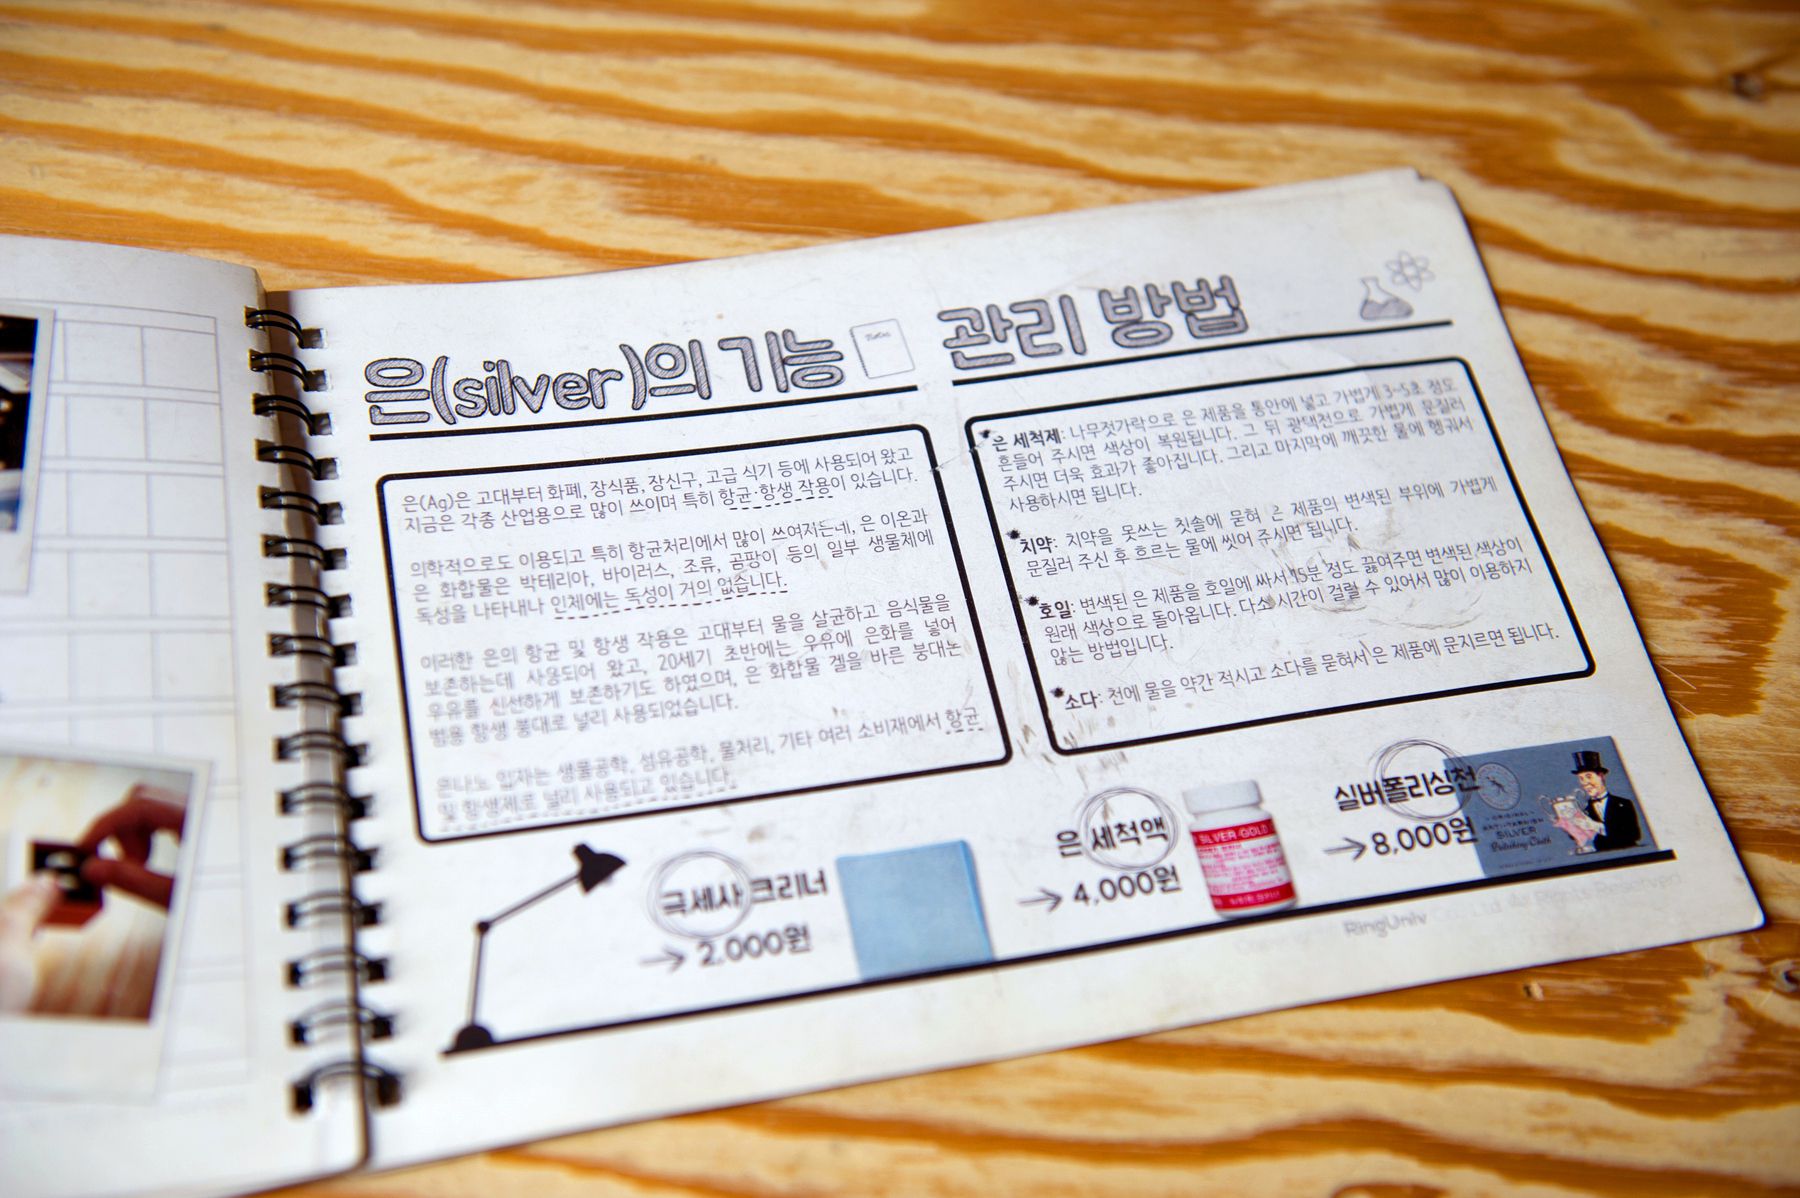 은(silver)의 기능
Notes
은(Ag)은 고대부터 화폐, 장식품, 장신구, 고급 식기 등에 사용되어 왔고
지금은 각종 산업용으로 많이 쓰이며 특히 항균·항생 작용이 있습니다.
의학적으로도 이용되고 특히 항균처리에서 많이 쓰여지는데, 은 이온과
은 화합물은 박테리아, 바이러스, 조류, 곰팡이 등의 일부 생물체에
독성을 나타내나 인체에는 독성이 거의 없습니다.
이러한 은의 항균 및 항생 작용은 고대부터 물을 살균하고 음식물을
보존하는데 사용되어 왔고, 20세기 초반에는 우유에 은화를 넣어
우유를 신선하게 보존하기도 하였으며, 은 화합물 겔을 바른 붕대는
범용 항생 붕대로 널리 사용되었습니다.
은나노 입자는 생물공학, 섬유공학, 물처리, 기타 여러 소비재에서 항균
및 항생제로 널리 사용되고 있습니다.
관리 방법
은 세척제: 나무젓가락으로 은 제품을 통안에 넣고 가볍게 3~5초 정도
흔들어 주시면 색상이 복원됩니다. 그 뒤 광택천으로 가볍게 문질러
주시면 더욱 효과가 좋아집니다. 그리고 마지막에 깨끗한 물에 헹궈서
사용하시면 됩니다.
치약: 치약을 못쓰는 칫솔에 묻혀 은 제품의 변색된 부위에 가볍게
문질러 주신 후 흐르는 물에 씻어 주시면 됩니다.
호일: 변색된 은 제품을 호일에 싸서 15분 정도 끓여주면 변색된 색상이
원래 색상으로 돌아옵니다. 다소 시간이 걸릴 수 있어서 많이 이용하지
않는 방법입니다.
소다: 천에 물을 약간 적시고 소다를 묻혀서 은 제품에 문지르면 됩니다.
극세사 크리너
→ 2,000원
은 세척액
→ 4,000원
SILVER GOLD
실버폴리싱천
→ 8,000원
ORIGINAL
ANTI-TARNISH
SILVER
Polishing Cloth
RingUniv Co., Ltd. All Rights Reserved